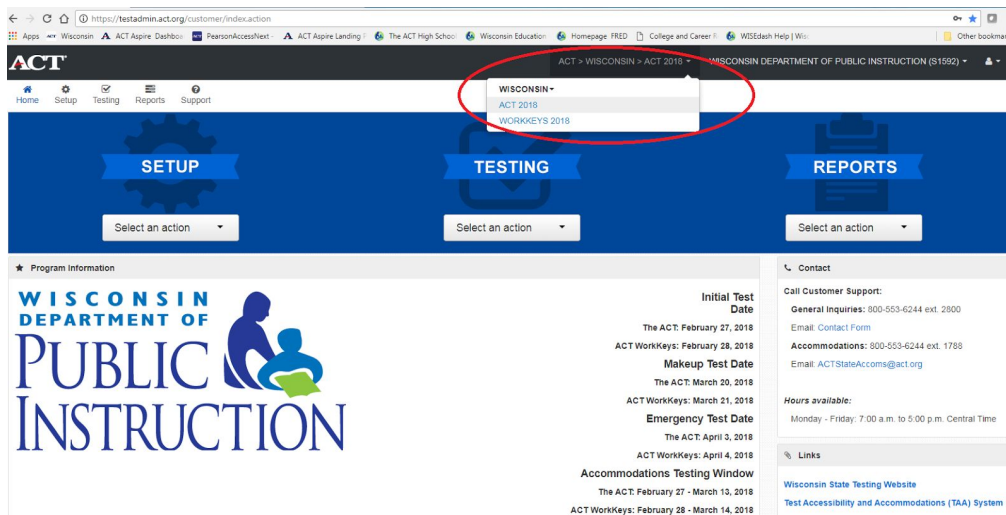 https://testadmin.act.org/customer/index.action
Apps Wisconsin ACT Aspire Dashbo PearsonAccessNext - ACT Aspire Landing The ACT High School Wisconsin Education Homepage FRED College and Career R WISEdash Help | Wis Other bookmar
ACT
ACT > WISCONSIN > ACT 2018 WISCONSIN DEPARTMENT OF PUBLIC INSTRUCTION (S1592)
Home Setup Testing Reports Support
WISCONSIN
ACT 2018
WORKKEYS 2018
SETUP TESTING REPORTS
Select an action Select an action Select an action
Program Information
WISCONSIN
DEPARTMENT OF
PUBLIC
INSTRUCTION
Initial Test
Date
The ACT: February 27, 2018
ACT WorkKeys: February 28, 2018
Makeup Test Date
The ACT: March 20, 2018
ACT WorkKeys: March 21, 2018
Emergency Test Date
The ACT: April 3, 2018
ACT WorkKeys: April 4, 2018
Accommodations Testing Window
The ACT: February 27 - March 13, 2018
ACT WorkKeys: February 28 - March 14, 2018
Contact
Call Customer Support:
General Inquiries: 800-553-6244 ext. 2800
Email: Contact Form
Accommodations: 800-553-6244 ext. 1788
Email: ACTStateAccoms@act.org
Hours available:
Monday - Friday: 7:00 a.m. to 5:00 p.m. Central Time
Links
Wisconsin State Testing Website
Test Accessibility and Accommodations (TAA) System